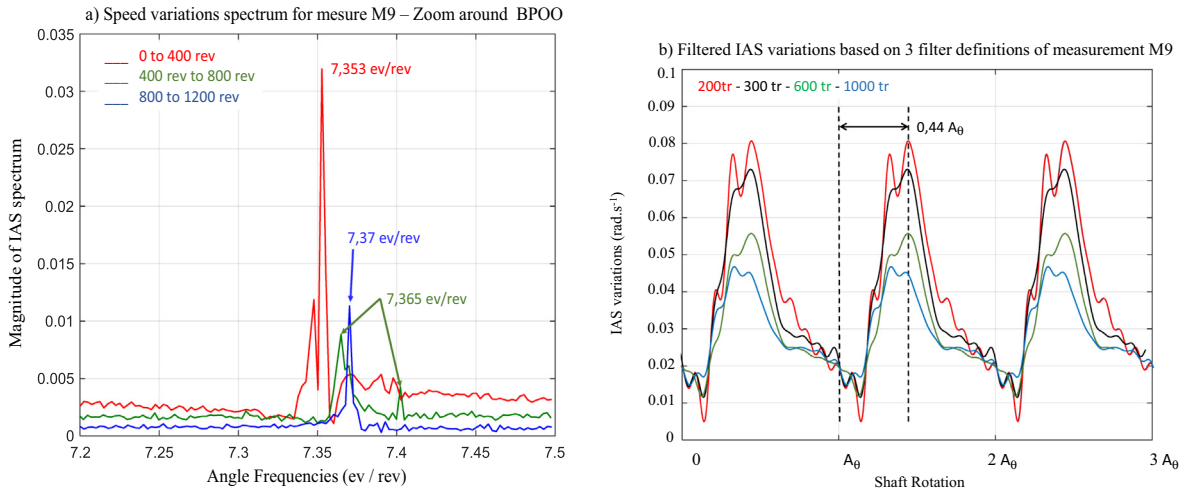 a) Speed variations spectrum for mesure M9 – Zoom around BPOO
0.035
0.03
0.025
0.02
0.015
0.01
0.005
0
Magnitude of IAS spectrum
___ 0 to 400 rev
___ 400 rev to 800 rev
___ 800 to 1200 rev
7,353 ev/rev
7,37 ev/rev
7,365 ev/rev
7.2 7.25 7.3 7.35 7.4 7.45 7.5
Angle Frequencies (ev / rev)
b) Filtered IAS variations based on 3 filter definitions of measurement M9
0.1
0.09
0.08
0.07
0.06
0.05
0.04
0.03
0.02
0.01
0
IAS variations (rad.s⁻¹)
200tr - 300 tr - 600 tr - 1000 tr
0,44 Aθ
0 Aθ 2 Aθ 3 Aθ
Shaft Rotation